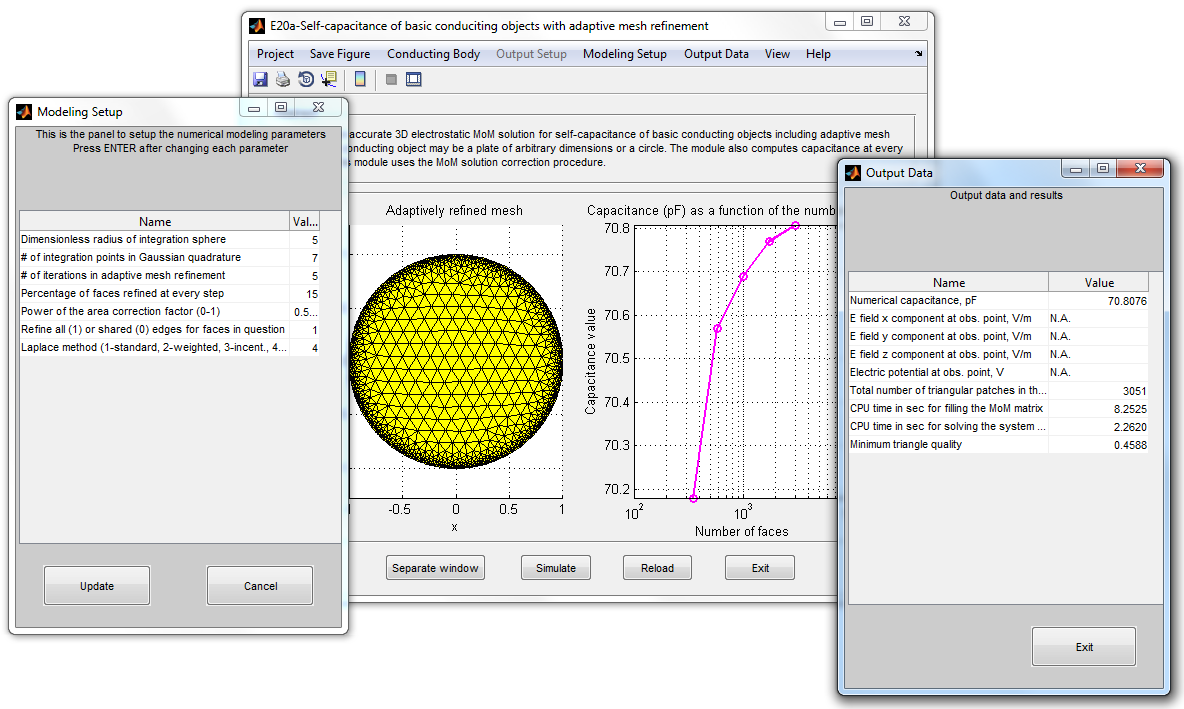 E20a-Self-capacitance of basic conduciting objects with adaptive mesh refinement
Project Save Figure Conducting Body Output Setup Modeling Setup Output Data View Help
accurate 3D electrostatic MoM solution for self-capacitance of basic conducting objects including adaptive mesh
onducting object may be a plate of arbitrary dimensions or a circle. The module also computes capacitance at every
s module uses the MoM solution correction procedure.
Modeling Setup
This is the panel to setup the numerical modeling parameters
Press ENTER after changing each parameter
Name Val...
Dimensionless radius of integration sphere 5
# of integration points in Gaussian quadrature 7
# of iterations in adaptive mesh refinement 5
Percentage of faces refined at every step 15
Power of the area correction factor (0-1) 0.5...
Refine all (1) or shared (0) edges for faces in question 1
Laplace method (1-standard, 2-weighted, 3-incent., 4... 4
Update Cancel
Adaptively refined mesh
-0.5 0 0.5 1
x
Capacitance (pF) as a function of the numb
Capacitance value
70.8
70.7
70.6
70.5
70.4
70.3
70.2
10^2 10^3
Number of faces
Separate window Simulate Reload Exit
Output Data
Output data and results
Name Value
Numerical capacitance, pF 70.8076
E field x component at obs. point, V/m N.A.
E field y component at obs. point, V/m N.A.
E field z component at obs. point, V/m N.A.
Electric potential at obs. point, V N.A.
Total number of triangular patches in th... 3051
CPU time in sec for filling the MoM matrix 8.2525
CPU time in sec for solving the system ... 2.2620
Minimum triangle quality 0.4588
Exit